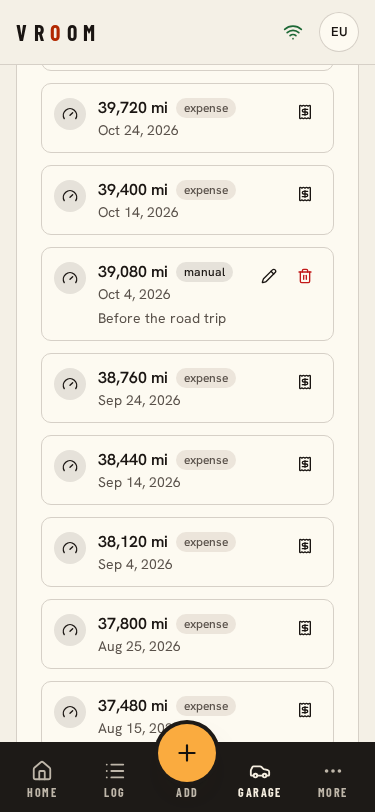 VROOM
EU
39,720 mi expense
Oct 24, 2026
39,400 mi expense
Oct 14, 2026
39,080 mi manual
Oct 4, 2026
Before the road trip
38,760 mi expense
Sep 24, 2026
38,440 mi expense
Sep 14, 2026
38,120 mi expense
Sep 4, 2026
37,800 mi expense
Aug 25, 2026
37,480 mi expense
Aug 15, 202
HOME
LOG
ADD
GARAGE
MORE